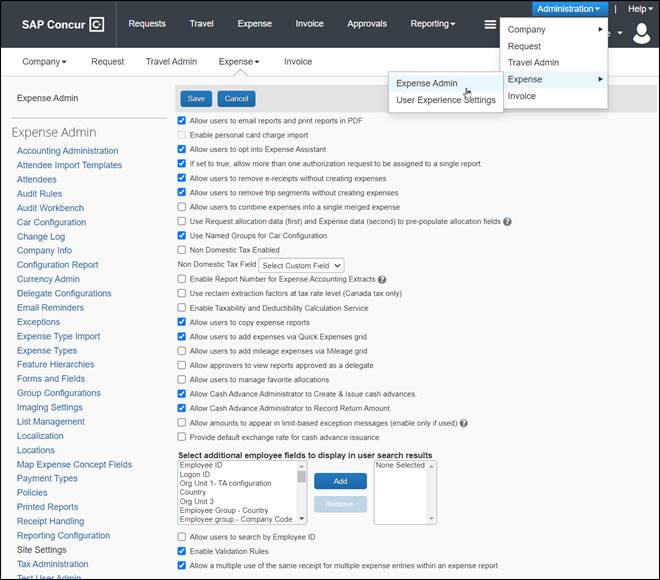 SAP Concur C
Requests Travel Expense Invoice Approvals Reporting
Administration | Help
Company
Request
Travel Admin
Expense
Invoice
Company Request Travel Admin Expense Invoice
Expense Admin
User Experience Settings
Expense Admin
Save Cancel
Expense Admin
Accounting Administration
Attendee Import Templates
Attendees
Audit Rules
Audit Workbench
Car Configuration
Change Log
Company Info
Configuration Report
Currency Admin
Delegate Configurations
Email Reminders
Exceptions
Expense Type Import
Expense Types
Feature Hierarchies
Forms and Fields
Group Configurations
Imaging Settings
List Management
Localization
Locations
Map Expense Concept Fields
Payment Types
Policies
Printed Reports
Receipt Handling
Reporting Configuration
Site Settings
Tax Administration
Test User Admin
Allow users to email reports and print reports in PDF
Enable personal card charge import
Allow users to opt into Expense Assistant
If set to true, allow more than one authorization request to be assigned to a single report.
Allow users to remove e-receipts without creating expenses
Allow users to remove trip segments without creating expenses
Allow users to combine expenses into a single merged expense
Use Request allocation data (first) and Expense data (second) to pre-populate allocation fields ?
Use Named Groups for Car Configuration
Non Domestic Tax Enabled
Non Domestic Tax Field Select Custom Field
Enable Report Number for Expense Accounting Extracts ?
Use reclaim extraction factors at tax rate level (Canada tax only)
Enable Taxability and Deductibility Calculation Service
Allow users to copy expense reports
Allow users to add expenses via Quick Expenses grid
Allow users to add mileage expenses via Mileage grid
Allow approvers to view reports approved as a delegate
Allow users to manage favorite allocations
Allow Cash Advance Administrator to Create & Issue cash advances.
Allow Cash Advance Administrator to Record Return Amount.
Allow amounts to appear in limit-based exception messages (enable only if used) ?
Provide default exchange rate for cash advance issuance
Select additional employee fields to display in user search results
Employee ID
Logon ID
Org Unit 1- TA configuration
Country
Org Unit 3
Employee Group - Country
Employee group - Company Code
Add
Remove
None Selected
Allow users to search by Employee ID
Enable Validation Rules
Allow a multiple use of the same receipt for multiple expense entries within an expense report